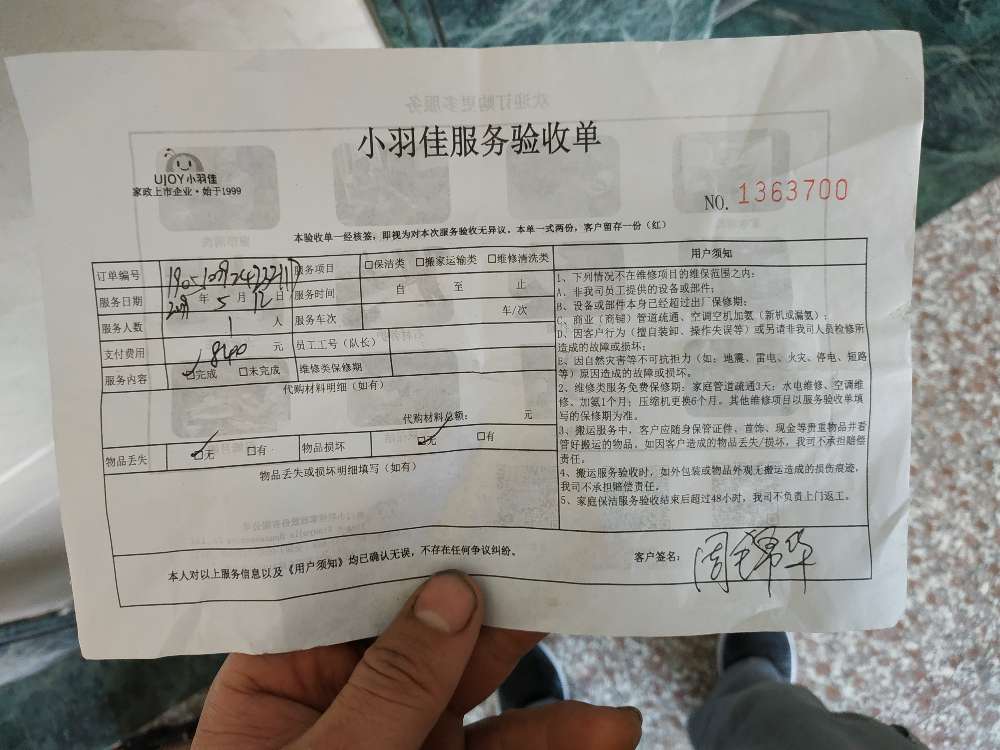 小羽佳服务验收单
UJOY小羽佳
家政上市企业·始于1999
NO. 1363700
本验收单一经核签，即视为对本次服务验收无异议。本单一式两份，客户留存一份（红）
订单编号
服务项目 □保洁类 □搬家运输类 □维修清洗类
服务日期 年 5 月 12 日 服务时间 自 至 止
服务人数 1 人 服务车次 车/次
支付费用 元 员工工号（队长）
服务内容 □完成 □未完成 维修类保修期
代购材料明细（如有）
代购材料总额： 元
物品丢失 □无 □有 物品损坏 □无 □有
物品丢失或损坏明细填写（如有）
用户须知
1、下列情况不在维修项目的维保范围之内：
A、非我司员工提供的设备或部件；
B、设备或部件本身已经超过出厂保修期；
C、商业（商铺）管道疏通、空调空机加氨（新机或漏氨）；
D、因客户行为（擅自装卸、操作失误等）或另请非我司人员检修所
造成的故障或损坏；
E、因自然灾害等不可抗拒力（如：地震、雷电、火灾、停电、短路
等）原因造成的故障或损坏。
2、维修类服务免费保修期：家庭管道疏通3天；水电维修、空调维
修、加氨1个月；压缩机更换6个月。其他维修项目以服务验收单填
写的保修期为准。
3、搬运服务中，客户应随身保管证件、首饰、现金等贵重物品并看
管好搬运的物品，如因客户造成的物品丢失/损坏，我司不承担赔偿
责任。
4、搬运服务验收时，如外包装或物品外观无搬运造成的损伤痕迹，
我司不承担赔偿责任。
5、家庭保洁服务验收结束后超过48小时，我司不负责上门返工。
本人对以上服务信息以及《用户须知》均已确认无误，不存在任何争议纠纷。
客户签名：